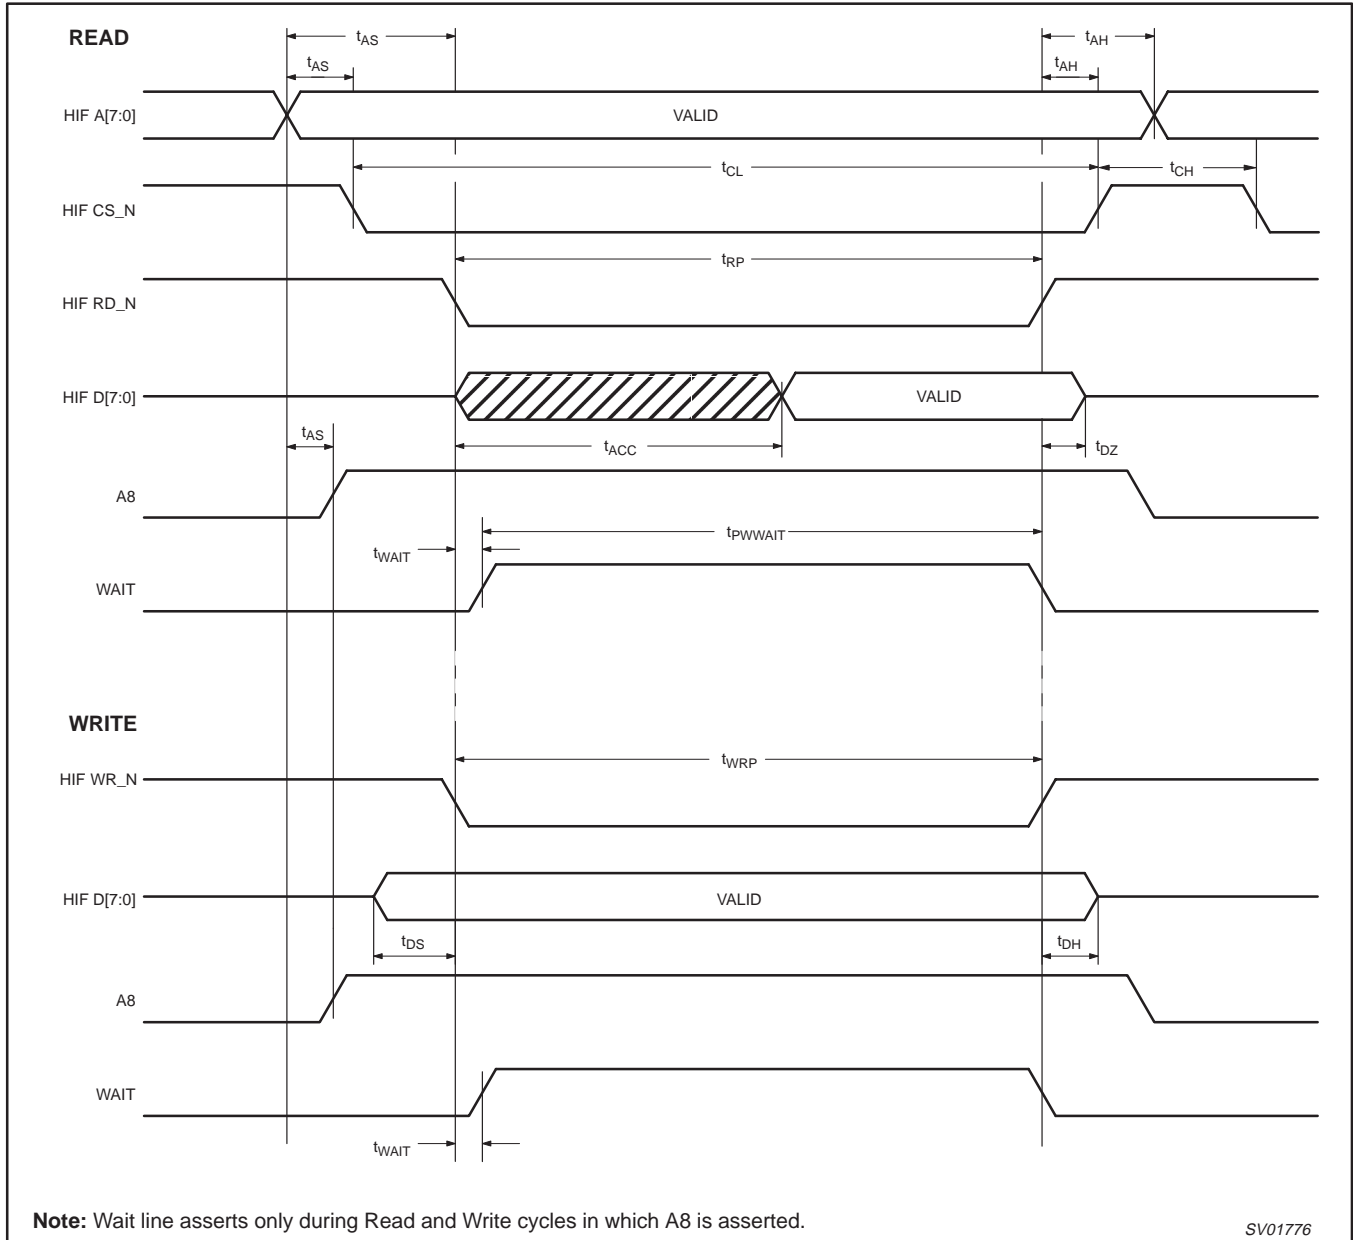 READ
tAS
tAH
tAS
tAH
HIF A[7:0]
VALID
tCL
tCH
HIF CS_N
tRP
HIF RD_N
HIF D[7:0]
VALID
tAS
tACC
tDZ
A8
tPWWAIT
tWAIT
WAIT
WRITE
tWRP
HIF WR_N
HIF D[7:0]
VALID
tDS
tDH
A8
WAIT
tWAIT
Note: Wait line asserts only during Read and Write cycles in which A8 is asserted.
SV01776